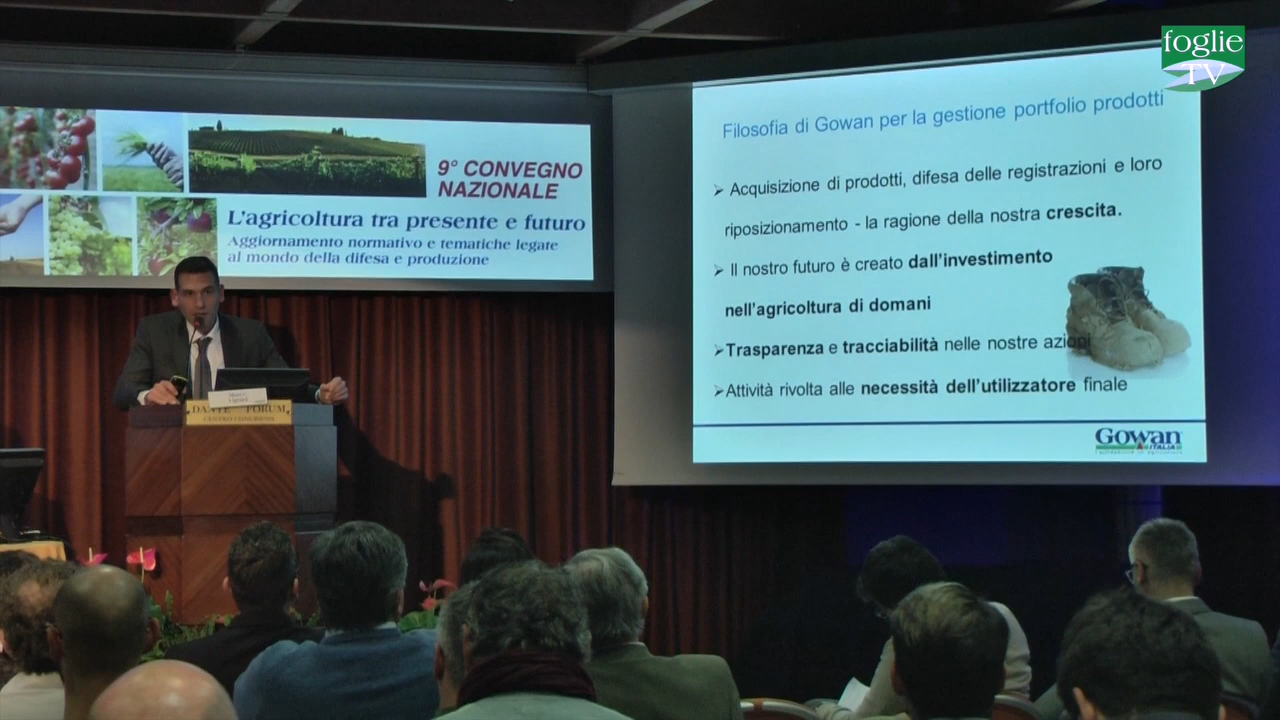 foglie
TV
9° CONVEGNO
NAZIONALE
L'agricoltura tra presente e futuro
Aggiornamento normativo e tematiche legate
al mondo della difesa e produzione
Filosofia di Gowan per la gestione portfolio prodotti
➢ Acquisizione di prodotti, difesa delle registrazioni e loro
riposizionamento - la ragione della nostra crescita.
➢ Il nostro futuro è creato dall'investimento
nell'agricoltura di domani
➢Trasparenza e tracciabilità nelle nostre azioni
➢Attività rivolta alle necessità dell'utilizzatore finale
Gowan
ITALIA
DANTE FORUM